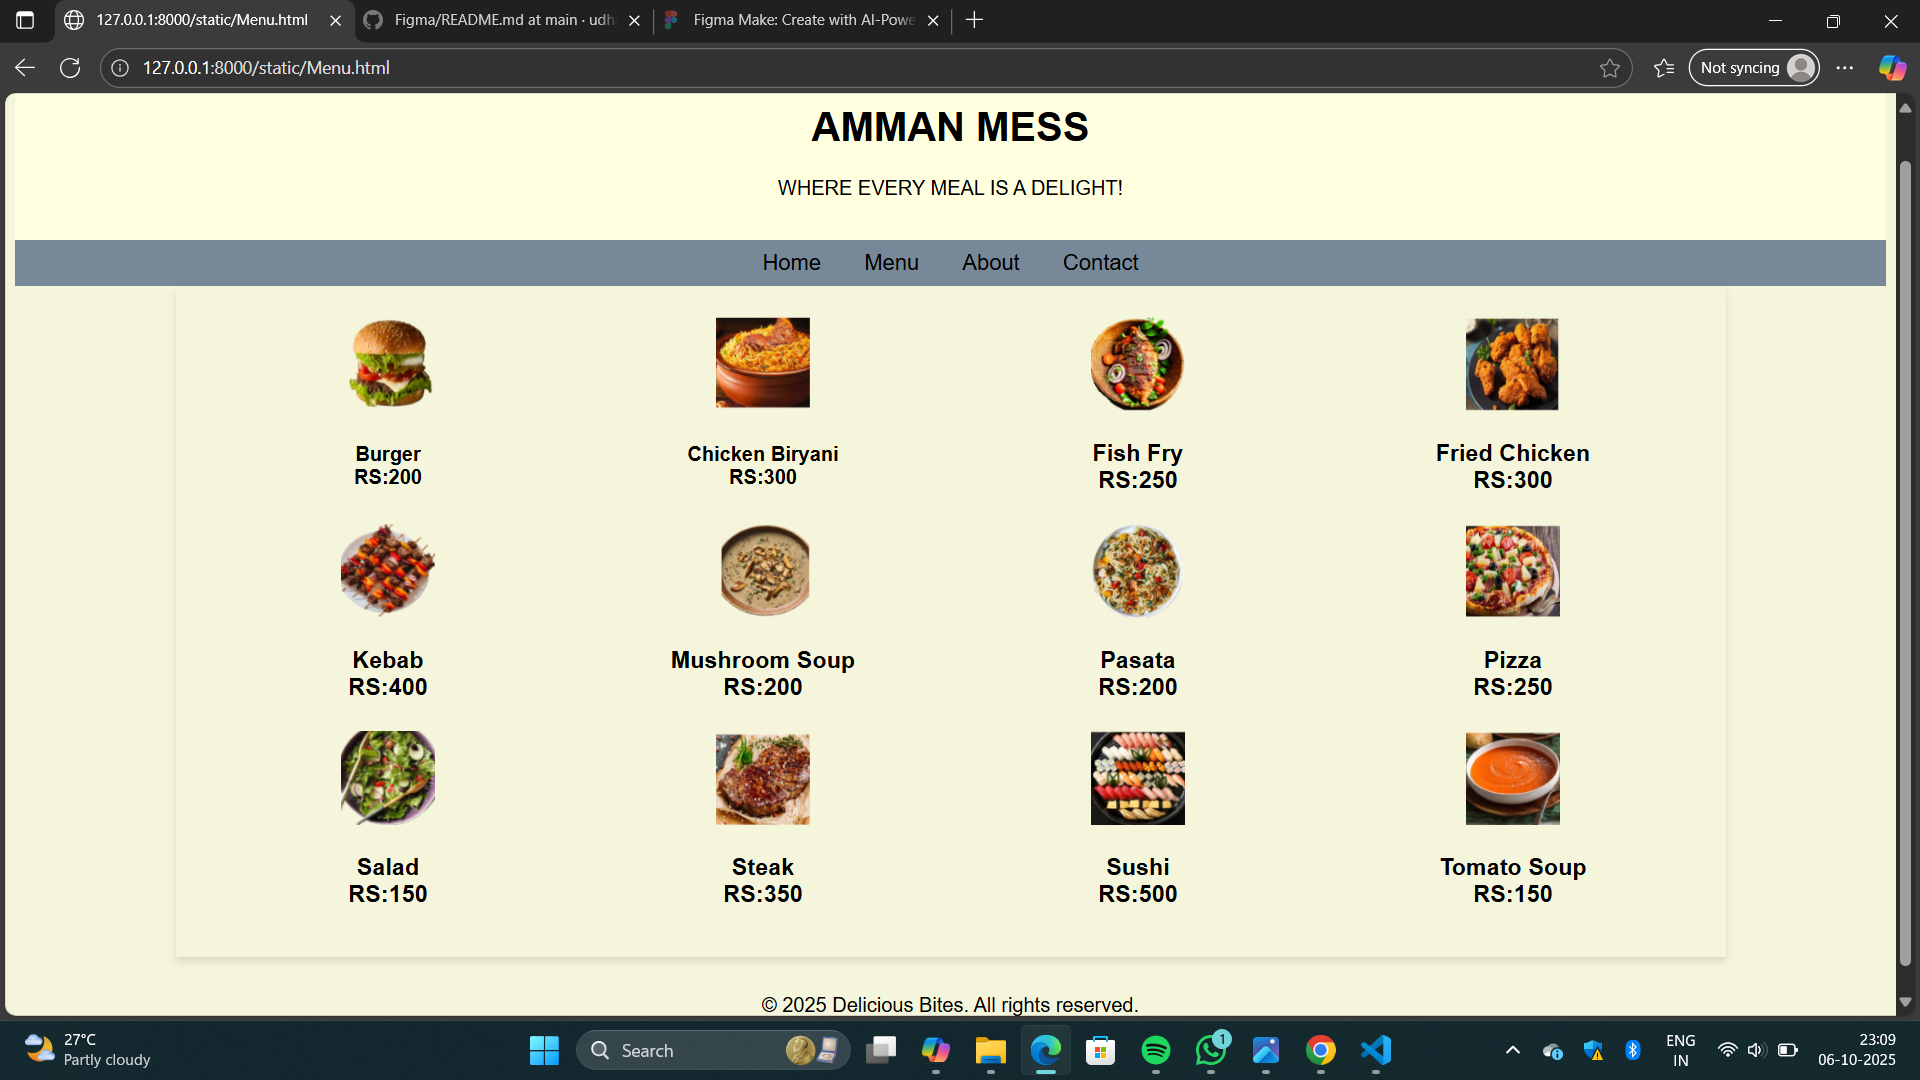 127.0.0.1:8000/static/Menu.html
Figma/README.md at main · udha
Figma Make: Create with AI-Powe
127.0.0.1:8000/static/Menu.html
Not syncing
AMMAN MESS
WHERE EVERY MEAL IS A DELIGHT!
Home Menu About Contact
Burger
RS:200
Chicken Biryani
RS:300
Fish Fry
RS:250
Fried Chicken
RS:300
Kebab
RS:400
Mushroom Soup
RS:200
Pasata
RS:200
Pizza
RS:250
Salad
RS:150
Steak
RS:350
Sushi
RS:500
Tomato Soup
RS:150
© 2025 Delicious Bites. All rights reserved.
27°C
Partly cloudy
Search
1
ENG
IN
23:09
06-10-2025